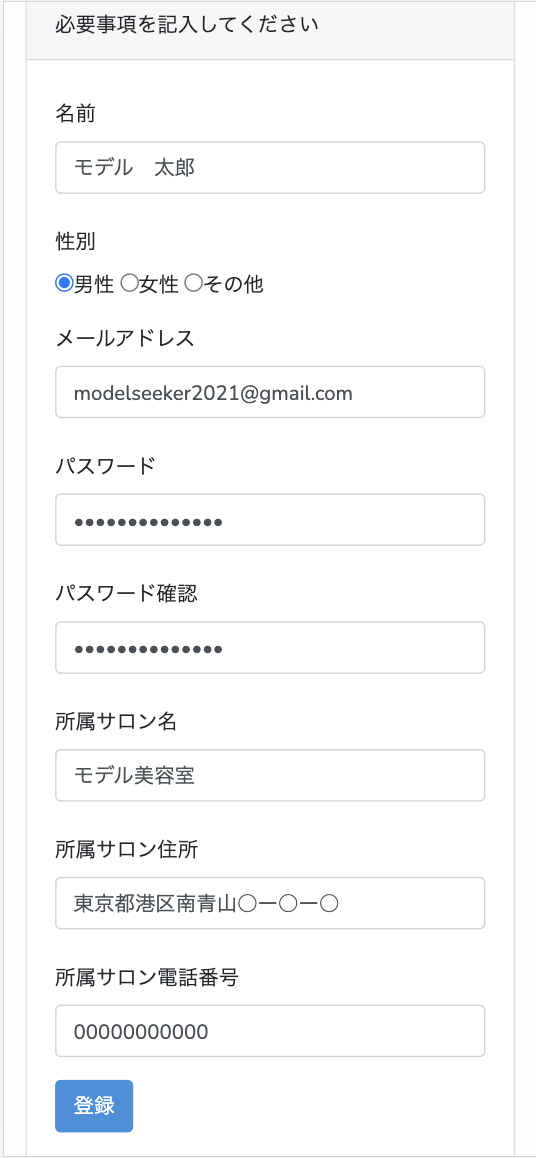 必要事項を記入してください
名前
モデル　太郎
性別
男性 女性 その他
メールアドレス
modelseeker2021@gmail.com
パスワード
••••••••••••••
パスワード確認
••••••••••••••
所属サロン名
モデル美容室
所属サロン住所
東京都港区南青山〇ー〇ー〇
所属サロン電話番号
00000000000
登録